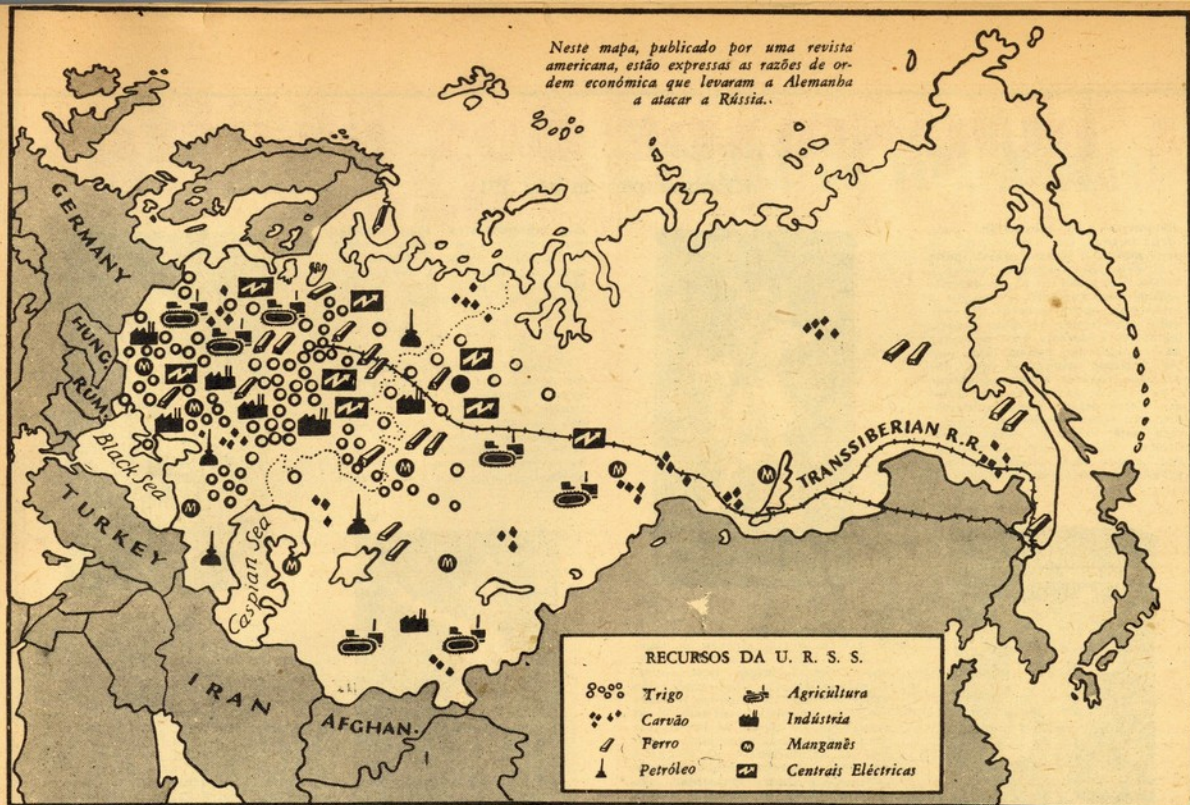 Neste mapa, publicado por uma revista
americana, estão expressas as razões de or-
dem económica que levaram a Alemanha
a atacar a Rússia..
GERMANY
HUNG.
RUM.
Black Sea
TURKEY
Caspian Sea
IRAN
AFGHAN.
TRANSSIBERIAN R.R.
RECURSOS DA U. R. S. S.
Trigo
Agricultura
Carvão
Indústria
Ferro
M Manganês
Petróleo
Centrais Eléctricas
M
M
M
M
M
M
M
M